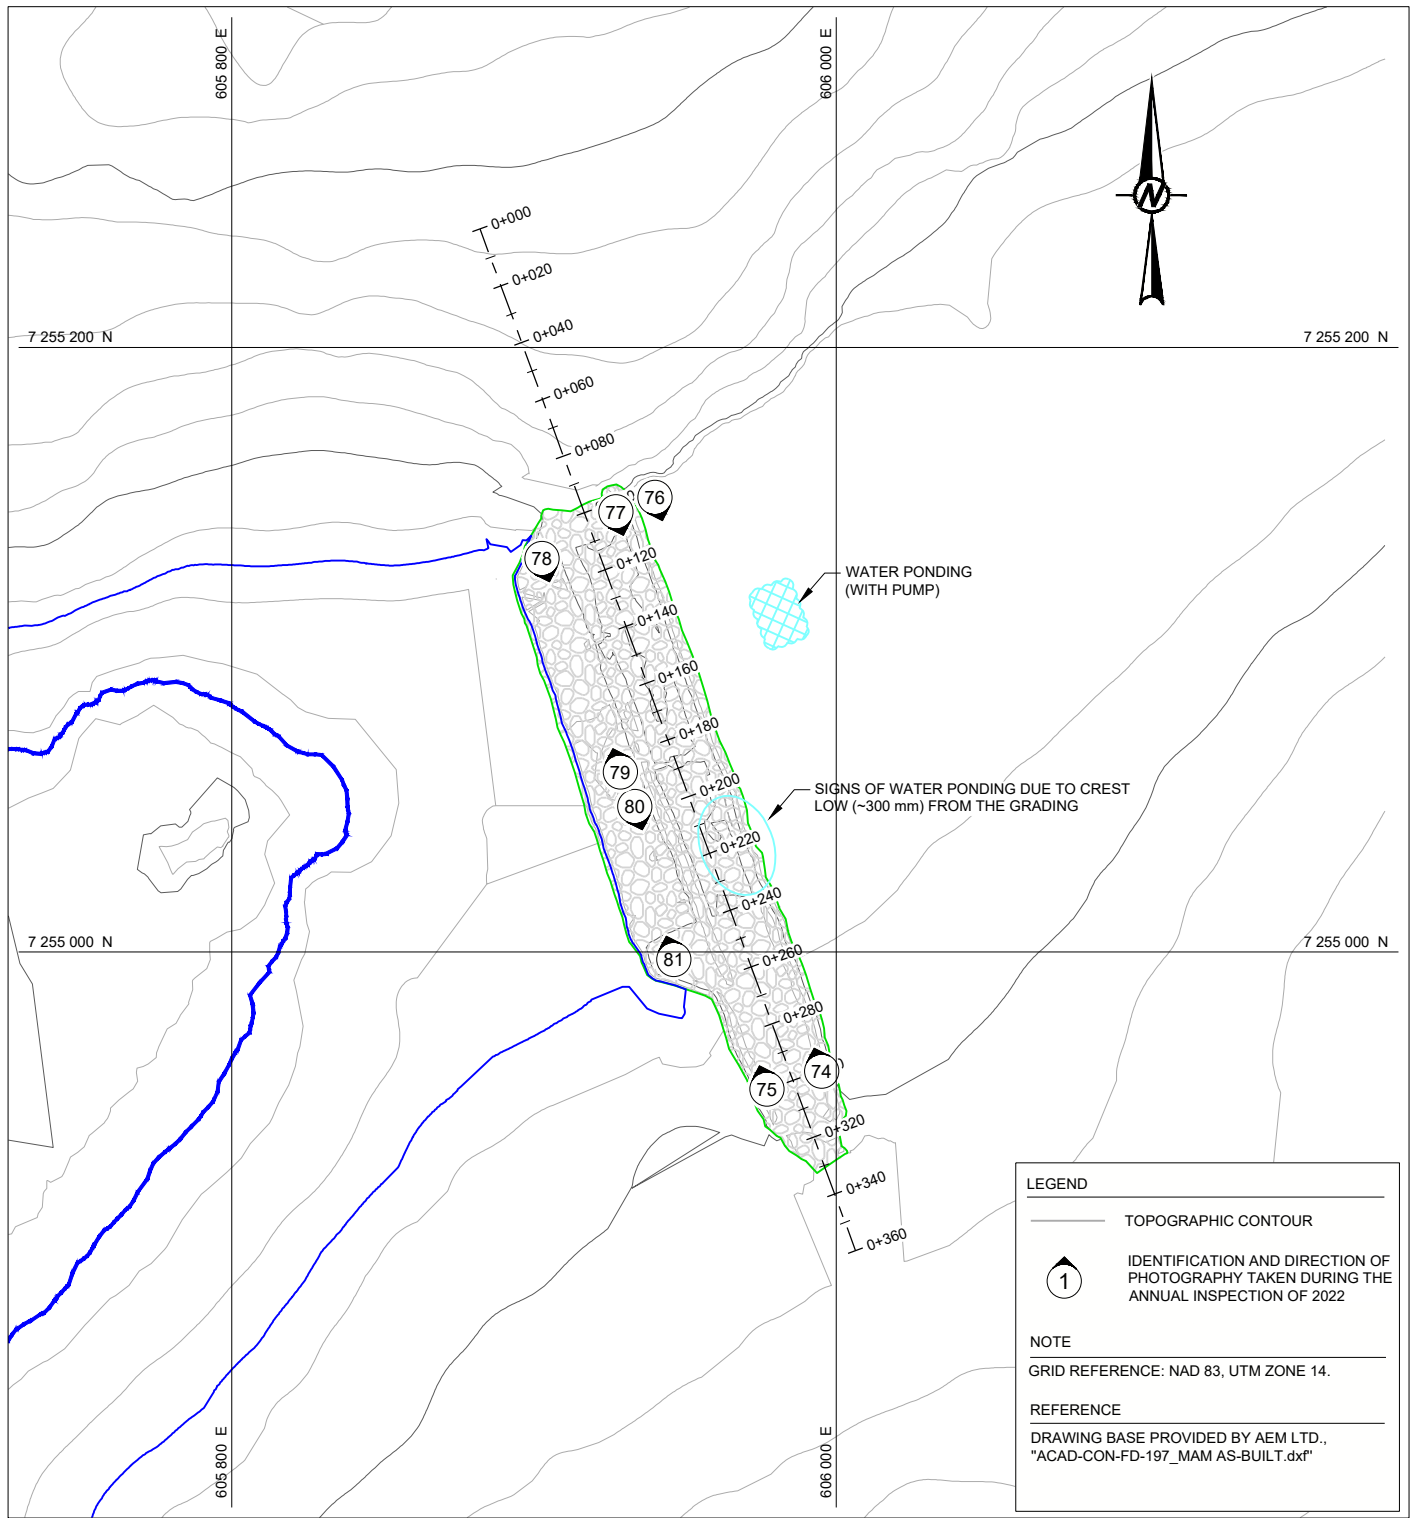 605 800 E
606 000 E
N
0+000
0+020
0+040
7 255 200 N
7 255 200 N
0+060
0+080
76
77
78
0+120
WATER PONDING
(WITH PUMP)
0+140
0+160
0+180
79
0+200
SIGNS OF WATER PONDING DUE TO CREST
LOW (~300 mm) FROM THE GRADING
80
0+220
0+240
7 255 000 N
7 255 000 N
81
0+260
0+280
74
75
0+320
0+340
0+360
LEGEND
TOPOGRAPHIC CONTOUR
1
IDENTIFICATION AND DIRECTION OF
PHOTOGRAPHY TAKEN DURING THE
ANNUAL INSPECTION OF 2022
NOTE
GRID REFERENCE: NAD 83, UTM ZONE 14.
REFERENCE
DRAWING BASE PROVIDED BY AEM LTD.,
"ACAD-CON-FD-197_MAM AS-BUILT.dxf"
605 800 E
606 000 E